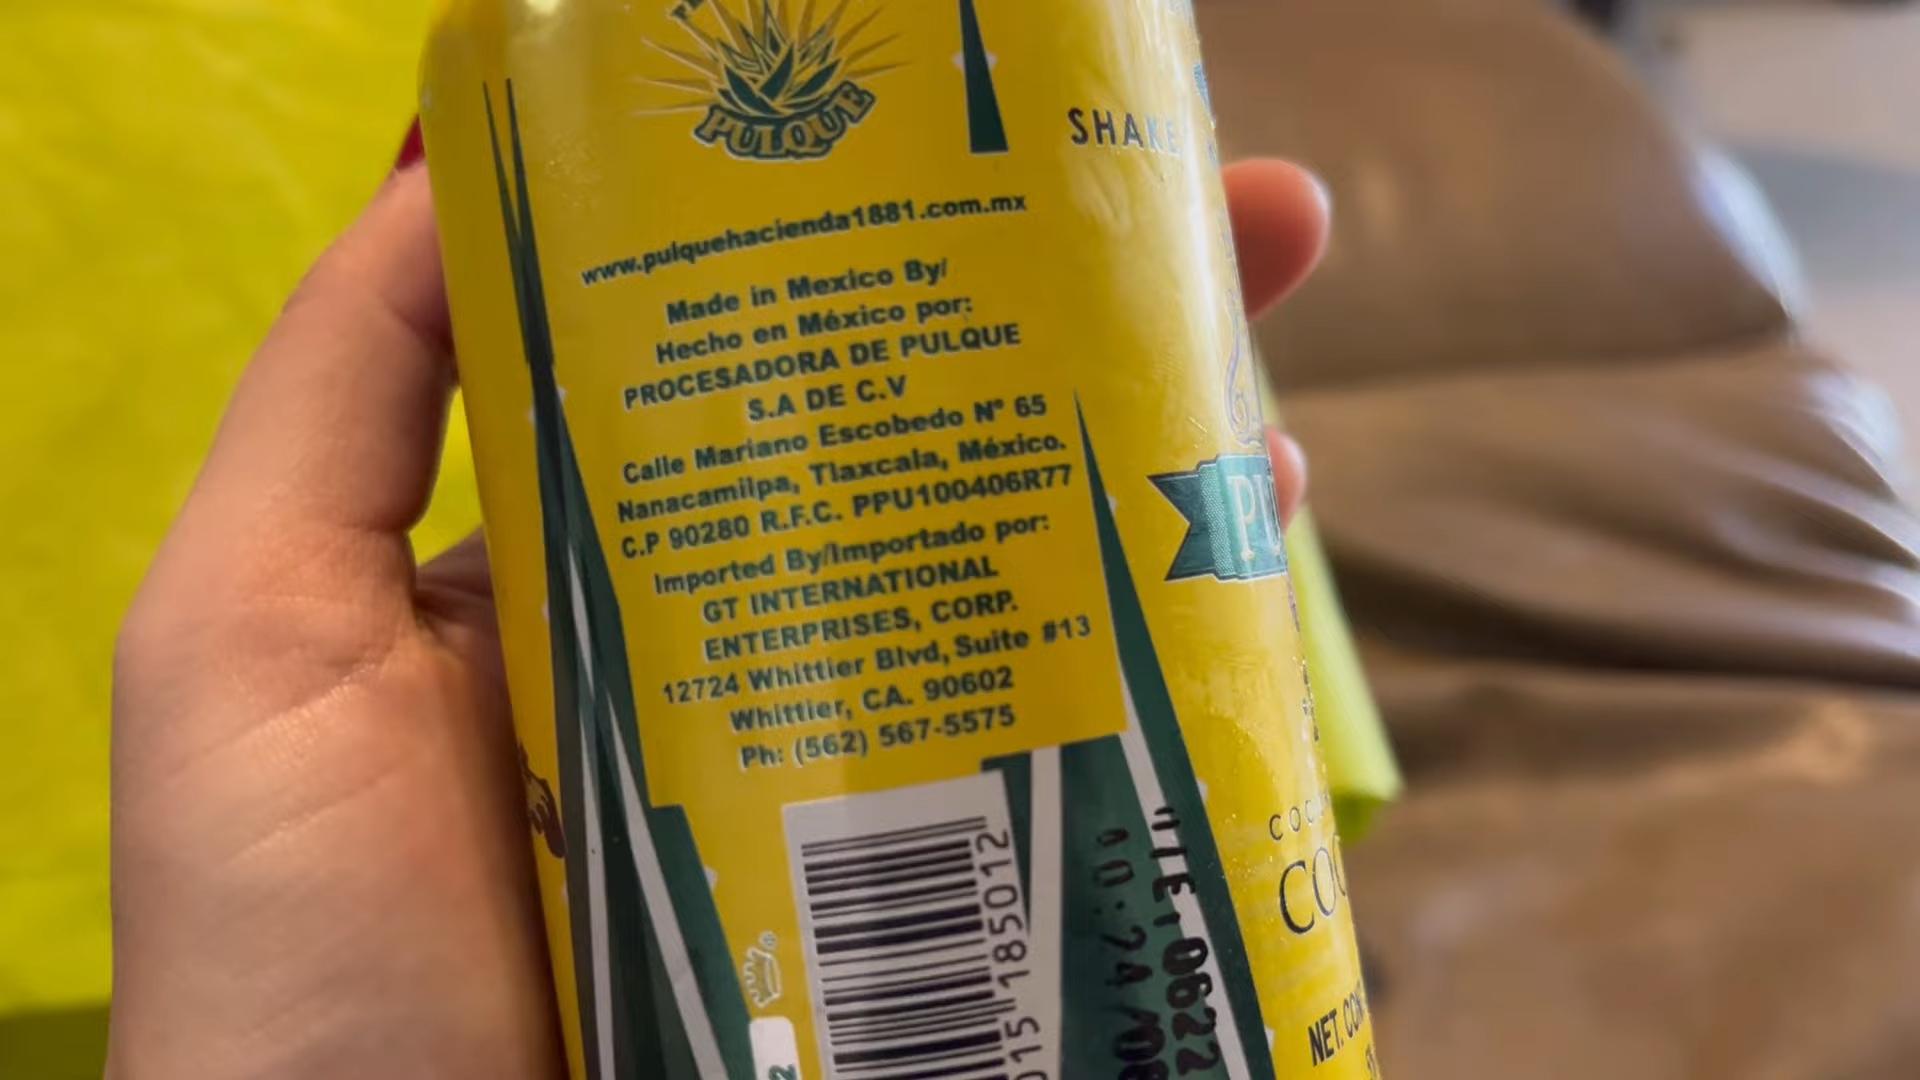 PULQUE
SHAKE
www.pulquehacienda1881.com.mx
Made in Mexico By/
Hecho en México por:
PROCESADORA DE PULQUE
S.A DE C.V
Calle Mariano Escobedo N° 65
Nanacamilpa, Tlaxcala, México.
C.P 90280 R.F.C. PPU100406R77
Imported By/Importado por:
GT INTERNATIONAL
ENTERPRISES, CORP.
12724 Whittier Blvd, Suite #13
Whittier, CA. 90602
Ph: (562) 567-5575
015 185012
NET.